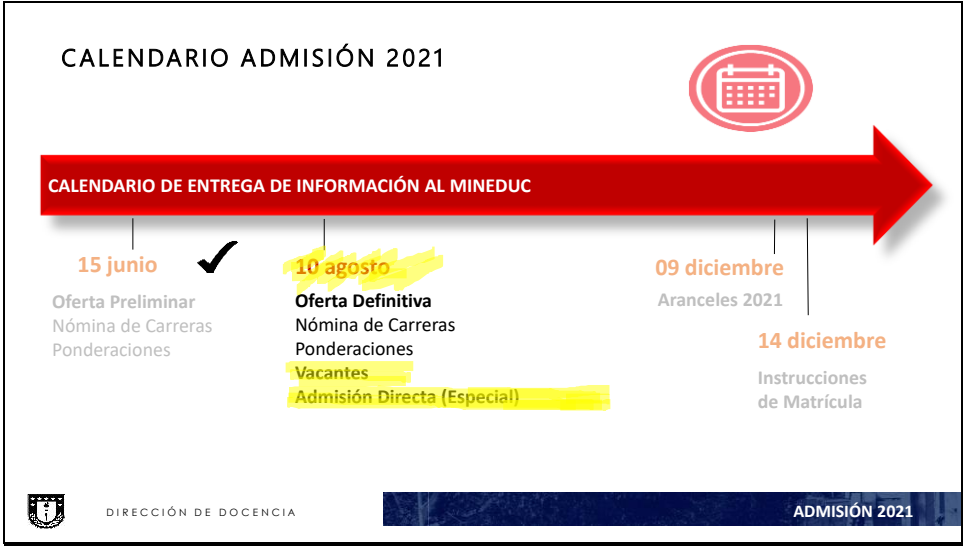 CALENDARIO ADMISIÓN 2021
CALENDARIO DE ENTREGA DE INFORMACIÓN AL MINEDUC
15 junio
Oferta Preliminar
Nómina de Carreras
Ponderaciones
10 agosto
Oferta Definitiva
Nómina de Carreras
Ponderaciones
Vacantes
Admisión Directa (Especial)
09 diciembre
Aranceles 2021
14 diciembre
Instrucciones
de Matrícula
DIRECCIÓN DE DOCENCIA
ADMISIÓN 2021